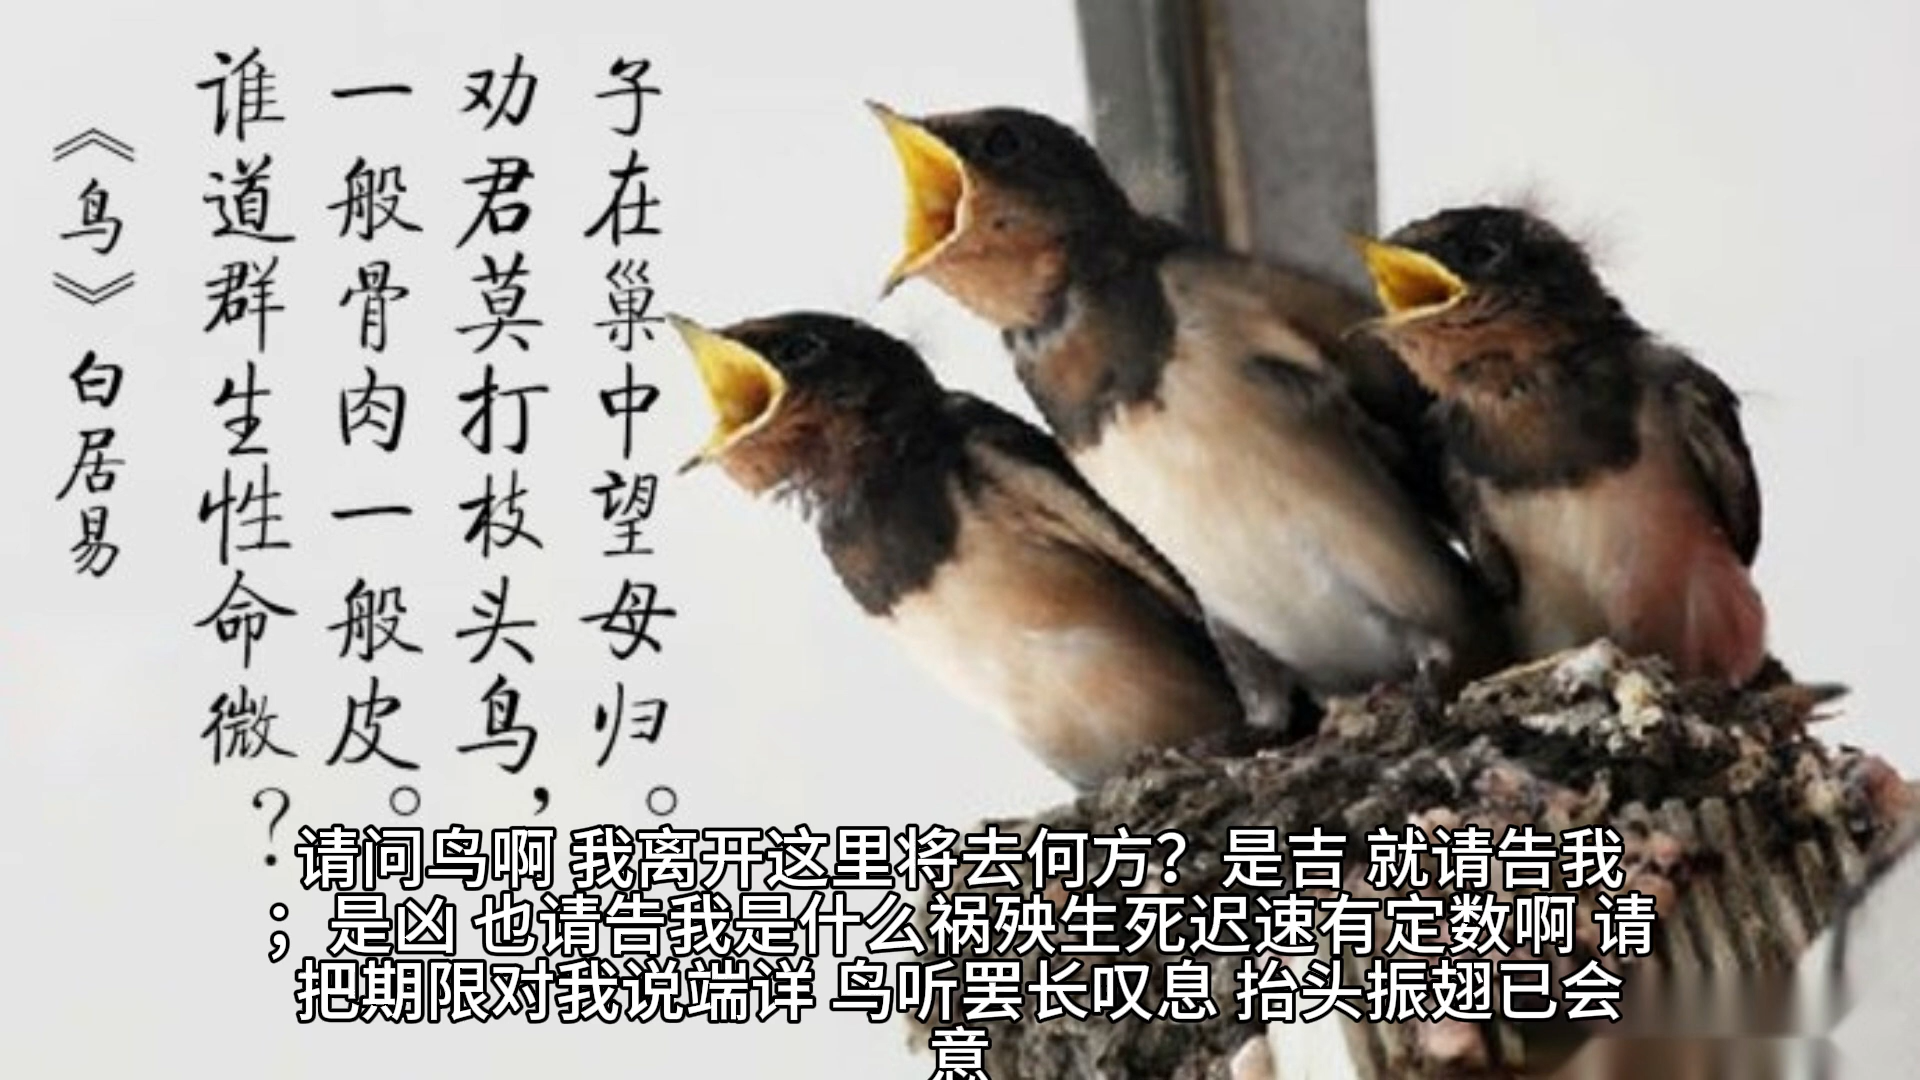 谁道群生性命微？
一般骨肉一般皮。
劝君莫打枝头鸟，
子在巢中望母归。
《鸟》白居易
请问鸟啊 我离开这里将去何方？是吉 就请告我
；是凶 也请告我是什么祸殃生死迟速有定数啊 请
把期限对我说端详 鸟听罢长叹息 抬头振翅已会
意